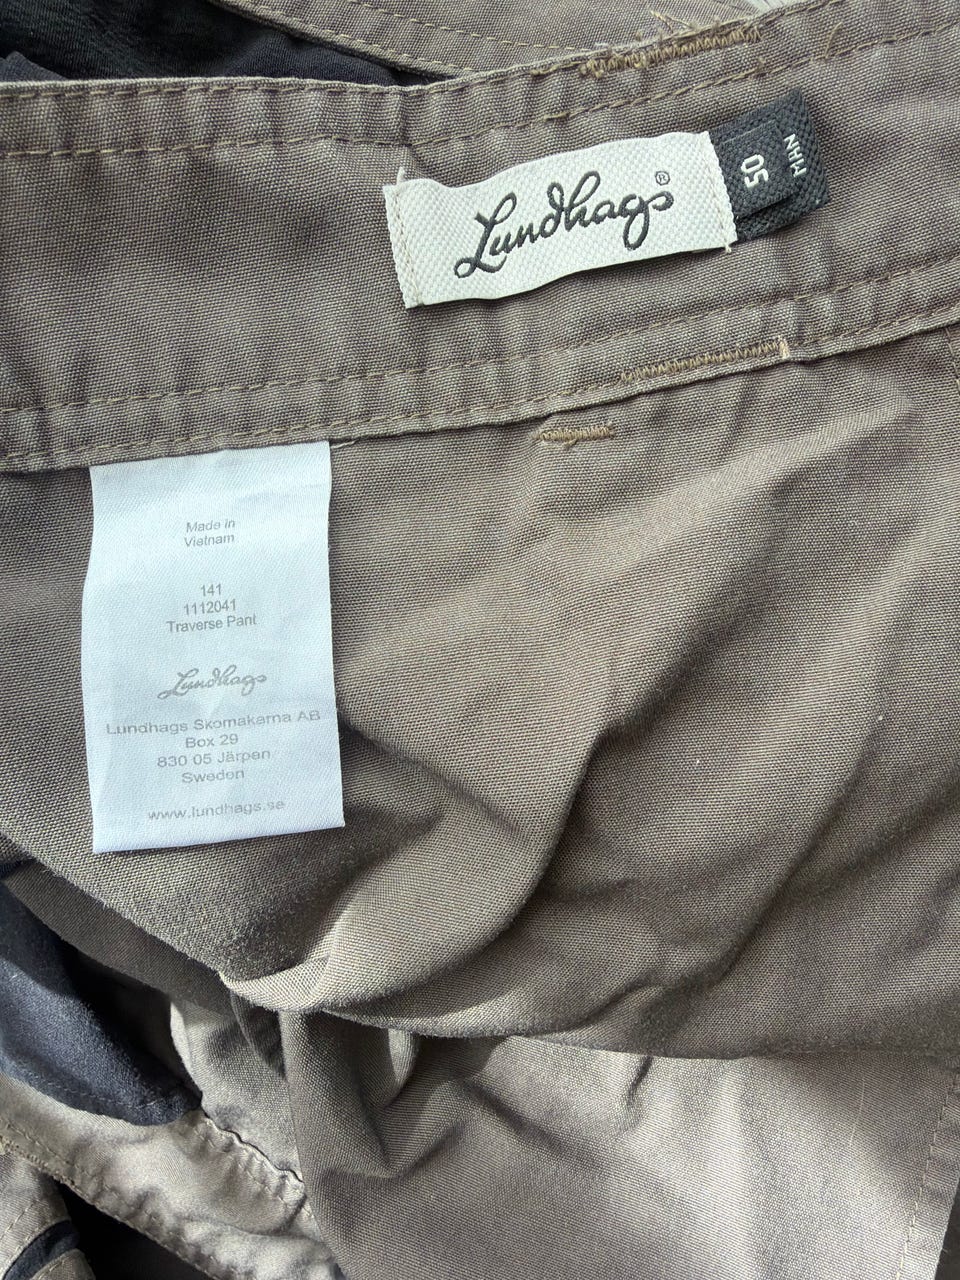 Lundhags®
50
MAN
Made in
Vietnam
141
1112041
Traverse Pant
Lundhags
Lundhags Skomakarna AB
Box 29
830 05 Järpen
Sweden
www.lundhags.se